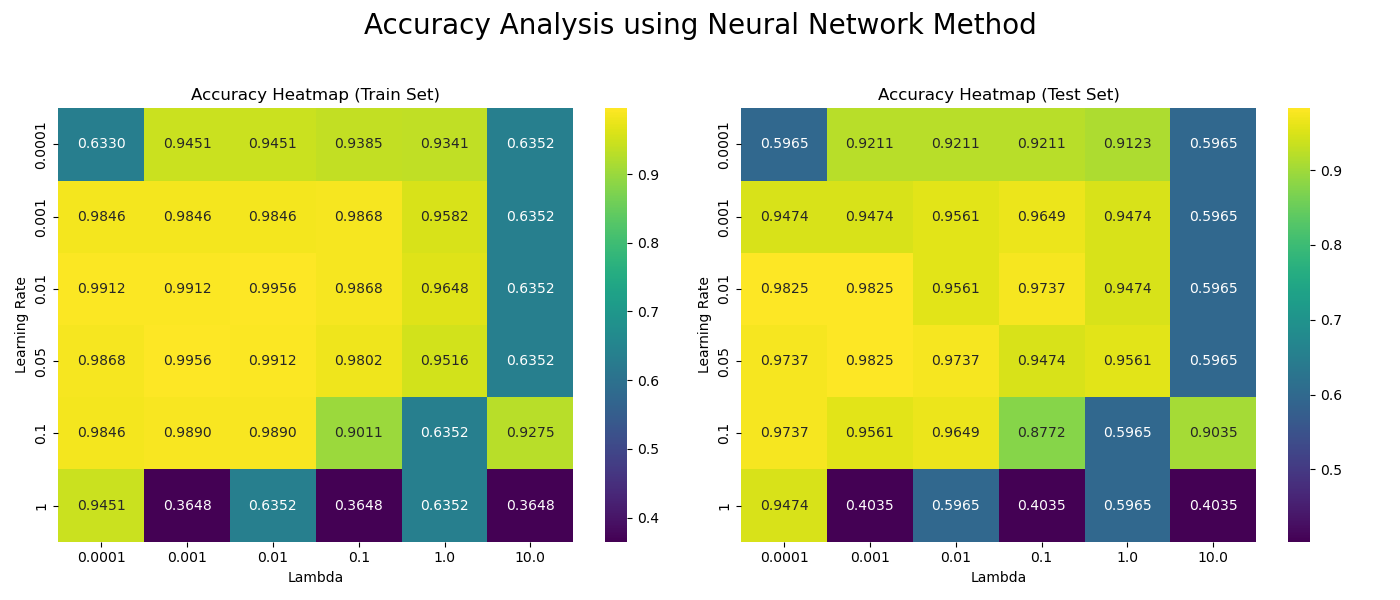 Accuracy Analysis using Neural Network Method
Accuracy Heatmap (Train Set)
Learning Rate
0.0001 0.6330 0.9451 0.9451 0.9385 0.9341 0.6352
0.001 0.9846 0.9846 0.9846 0.9868 0.9582 0.6352
0.01 0.9912 0.9912 0.9956 0.9868 0.9648 0.6352
0.05 0.9868 0.9956 0.9912 0.9802 0.9516 0.6352
0.1 0.9846 0.9890 0.9890 0.9011 0.6352 0.9275
1 0.9451 0.3648 0.6352 0.3648 0.6352 0.3648
0.0001 0.001 0.01 0.1 1.0 10.0
Lambda
0.9
0.8
0.7
0.6
0.5
0.4
Accuracy Heatmap (Test Set)
Learning Rate
0.0001 0.5965 0.9211 0.9211 0.9211 0.9123 0.5965
0.001 0.9474 0.9474 0.9561 0.9649 0.9474 0.5965
0.01 0.9825 0.9825 0.9561 0.9737 0.9474 0.5965
0.05 0.9737 0.9825 0.9737 0.9474 0.9561 0.5965
0.1 0.9737 0.9561 0.9649 0.8772 0.5965 0.9035
1 0.9474 0.4035 0.5965 0.4035 0.5965 0.4035
0.0001 0.001 0.01 0.1 1.0 10.0
Lambda
0.9
0.8
0.7
0.6
0.5